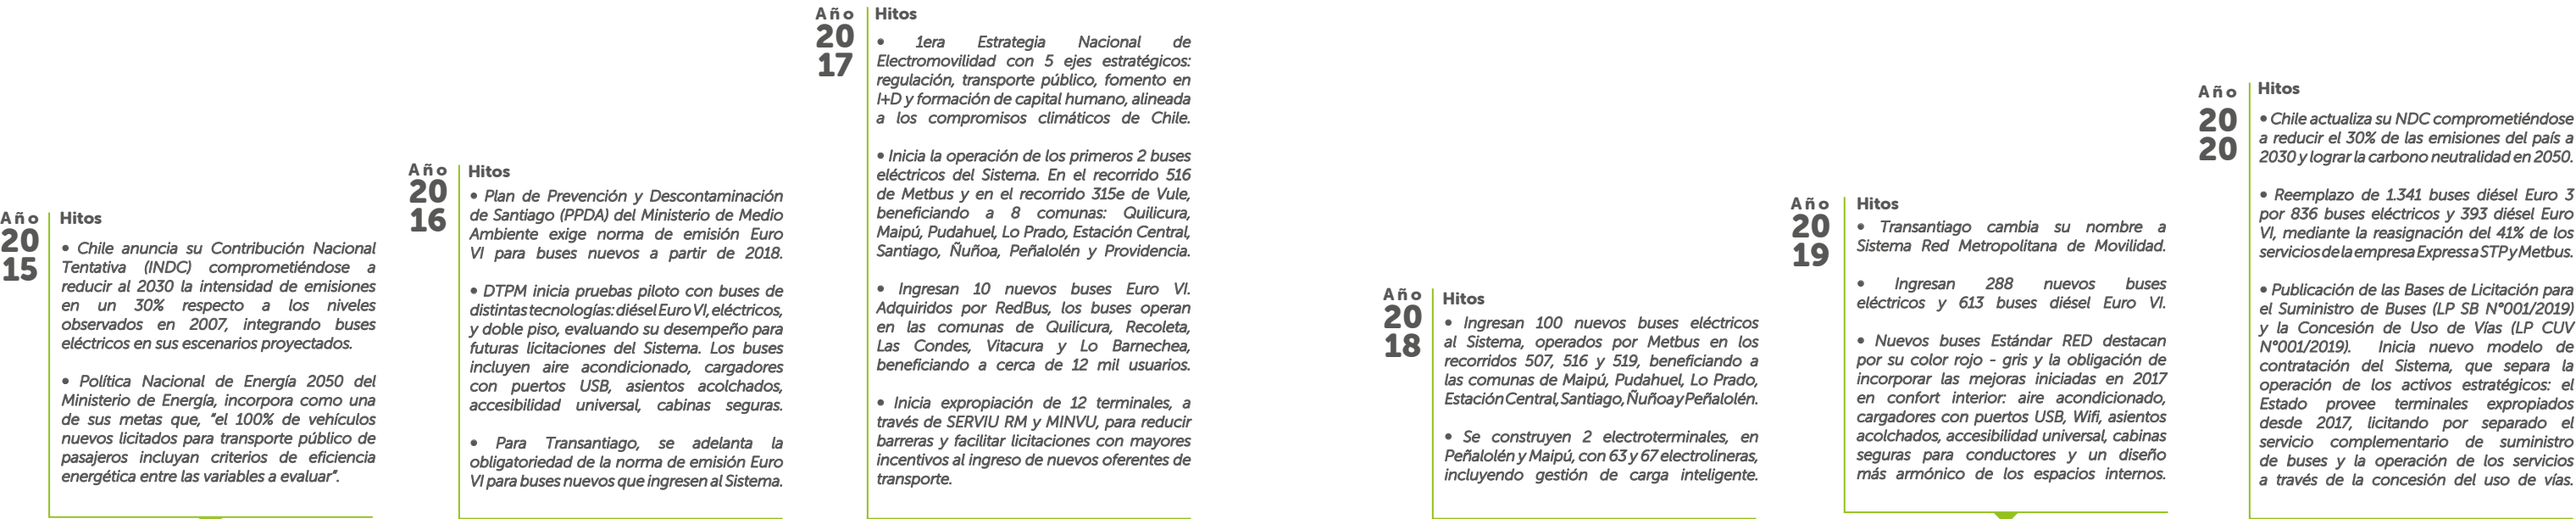 Año
20
15
Hitos
• Chile anuncia su Contribución Nacional
Tentativa (INDC) comprometiéndose a
reducir al 2030 la intensidad de emisiones
en un 30% respecto a los niveles
observados en 2007, integrando buses
eléctricos en sus escenarios proyectados.
• Política Nacional de Energía 2050 del
Ministerio de Energía, incorpora como una
de sus metas que, “el 100% de vehículos
nuevos licitados para transporte público de
pasajeros incluyan criterios de eficiencia
energética entre las variables a evaluar”.
Año
20
16
Hitos
• Plan de Prevención y Descontaminación
de Santiago (PPDA) del Ministerio de Medio
Ambiente exige norma de emisión Euro
VI para buses nuevos a partir de 2018.
• DTPM inicia pruebas piloto con buses de
distintas tecnologías: diésel Euro VI, eléctricos,
y doble piso, evaluando su desempeño para
futuras licitaciones del Sistema. Los buses
incluyen aire acondicionado, cargadores
con puertos USB, asientos acolchados,
accesibilidad universal, cabinas seguras.
• Para Transantiago, se adelanta la
obligatoriedad de la norma de emisión Euro
VI para buses nuevos que ingresen al Sistema.
Año
20
17
Hitos
• 1era Estrategia Nacional de
Electromovilidad con 5 ejes estratégicos:
regulación, transporte público, fomento en
I+D y formación de capital humano, alineada
a los compromisos climáticos de Chile.
• Inicia la operación de los primeros 2 buses
eléctricos del Sistema. En el recorrido 516
de Metbus y en el recorrido 315e de Vule,
beneficiando a 8 comunas: Quilicura,
Maipú, Pudahuel, Lo Prado, Estación Central,
Santiago, Ñuñoa, Peñalolén y Providencia.
• Ingresan 10 nuevos buses Euro VI.
Adquiridos por RedBus, los buses operan
en las comunas de Quilicura, Recoleta,
Las Condes, Vitacura y Lo Barnechea,
beneficiando a cerca de 12 mil usuarios.
• Inicia expropiación de 12 terminales, a
través de SERVIU RM y MINVU, para reducir
barreras y facilitar licitaciones con mayores
incentivos al ingreso de nuevos oferentes de
transporte.
Año
20
18
Hitos
• Ingresan 100 nuevos buses eléctricos
al Sistema, operados por Metbus en los
recorridos 507, 516 y 519, beneficiando a
las comunas de Maipú, Pudahuel, Lo Prado,
Estación Central, Santiago, Ñuñoa y Peñalolén.
• Se construyen 2 electroterminales, en
Peñalolén y Maipú, con 63 y 67 electrolineras,
incluyendo gestión de carga inteligente.
Año
20
19
Hitos
• Transantiago cambia su nombre a
Sistema Red Metropolitana de Movilidad.
• Ingresan 288 nuevos buses
eléctricos y 613 buses diésel Euro VI.
• Nuevos buses Estándar RED destacan
por su color rojo - gris y la obligación de
incorporar las mejoras iniciadas en 2017
en confort interior: aire acondicionado,
cargadores con puertos USB, Wifi, asientos
acolchados, accesibilidad universal, cabinas
seguras para conductores y un diseño
más armónico de los espacios internos.
Año
20
20
Hitos
• Chile actualiza su NDC comprometiéndose
a reducir el 30% de las emisiones del país a
2030 y lograr la carbono neutralidad en 2050.
• Reemplazo de 1.341 buses diésel Euro 3
por 836 buses eléctricos y 393 diésel Euro
VI, mediante la reasignación del 41% de los
servicios de la empresa Express a STP y Metbus.
• Publicación de las Bases de Licitación para
el Suministro de Buses (LP SB N°001/2019)
y la Concesión de Uso de Vías (LP CUV
N°001/2019). Inicia nuevo modelo de
contratación del Sistema, que separa la
operación de los activos estratégicos: el
Estado provee terminales expropiados
desde 2017, licitando por separado el
servicio complementario de suministro
de buses y la operación de los servicios
a través de la concesión del uso de vías.